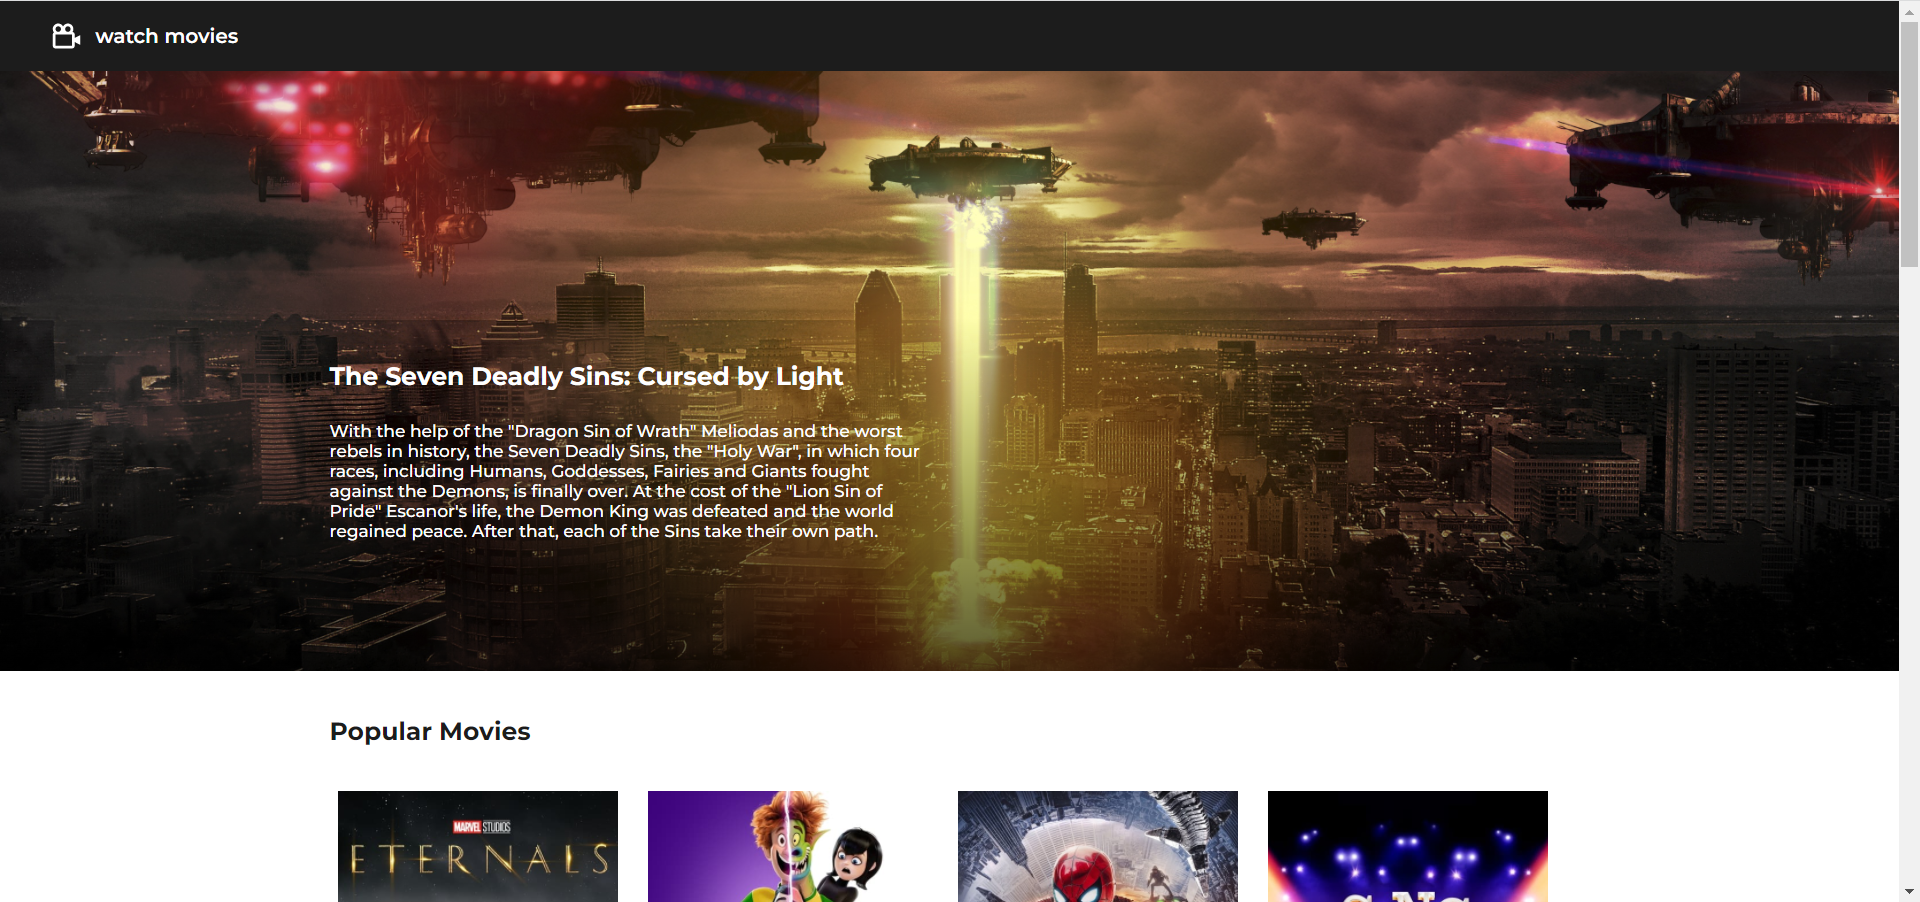 watch movies
The Seven Deadly Sins: Cursed by Light
With the help of the "Dragon Sin of Wrath" Meliodas and the worst
rebels in history, the Seven Deadly Sins, the "Holy War", in which four
races, including Humans, Goddesses, Fairies and Giants fought
against the Demons, is finally over. At the cost of the "Lion Sin of
Pride" Escanor's life, the Demon King was defeated and the world
regained peace. After that, each of the Sins take their own path.
Popular Movies
MARVEL STUDIOS
ETERNALS